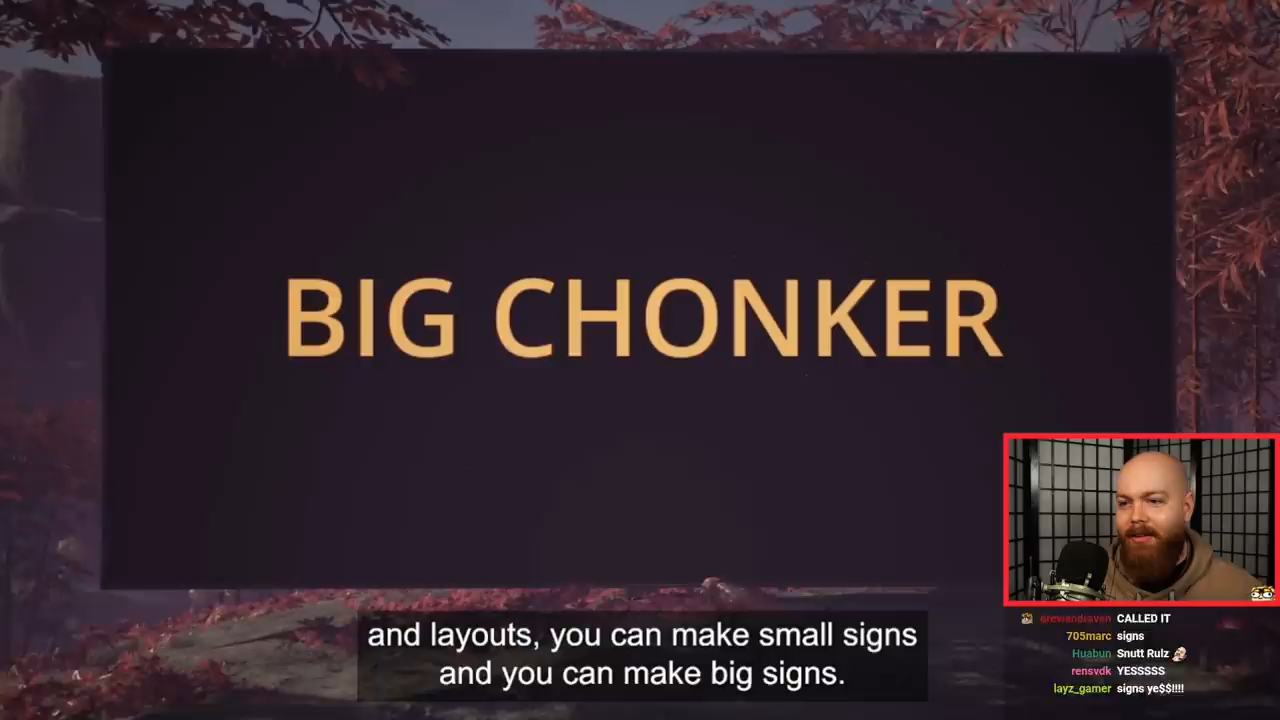 BIG CHONKER
and layouts, you can make small signs
and you can make big signs.
CALLED IT
705marc signs
Huabun Snutt Rulz
rensvdk YESSSSS
layz_gamer signs ye$$!!!!